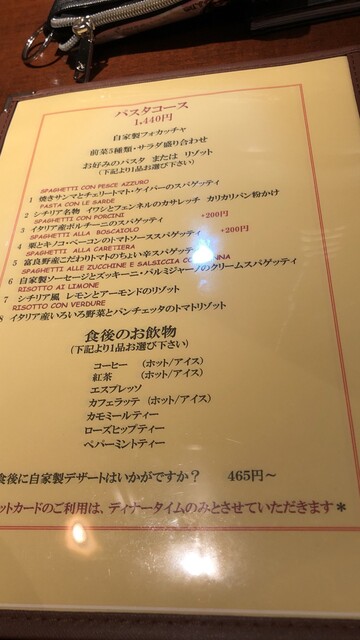 パスタコース
1,440円
自家製フォカッチャ
前菜5種類・サラダ盛り合わせ
お好みのパスタ または リゾット
(下記より1品お選び下さい)
SPAGHETTI CON PESCE AZZURO
1 焼きサンマとチェリートマト・ケイパーのスパゲッティ
PASTA CON LE SARDE
2 シチリア名物 イワシとフェンネルのカサレッチ カリカリパン粉かけ
SPAGHETTI CON PORCINI
3 イタリア産ポルチーニのスパゲッティ +200円
SPAGHETTI ALLA BOSCAIOLO
4 栗とキノコ・ベーコンのトマトソーススパゲッティ +200円
SPAGHETTI ALLA CARETIERA
5 富良野産にこだわりトマトのちょい辛スパゲッティ
SPAGHETTI ALLE ZUCCHINE E SALSICCIA CON
6 自家製ソーセージとズッキーニ・パルミジャーノのクリームスパゲッティ
RISOTTO AI LIMONE
7 シチリア風 レモンとアーモンドのリゾット
RISOTTO CON VERDURE
8 イタリア産いろいろ野菜とパンチェッタのトマトリゾット
食後のお飲物
(下記より1品お選び下さい)
コーヒー (ホット/アイス)
紅茶 (ホット/アイス)
エスプレッソ
カフェラッテ (ホット/アイス)
カモミールティー
ローズヒップティー
ペパーミントティー
食後に自家製デザートはいかがですか? 465円~
ットカードのご利用は、ディナータイムのみとさせていただきます*